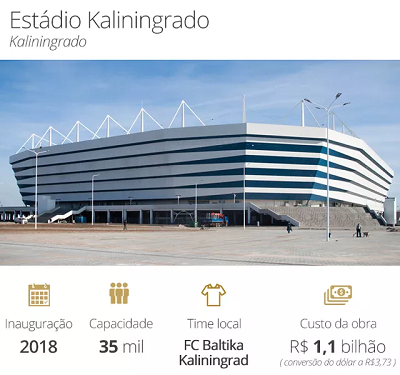 Estádio Kaliningrado
Kaliningrado
Inauguração
2018
Capacidade
35 mil
Time local
FC Baltika
Kaliningrad
Custo da obra
R$ 1,1 bilhão
( conversão do dólar a R$3,73 )